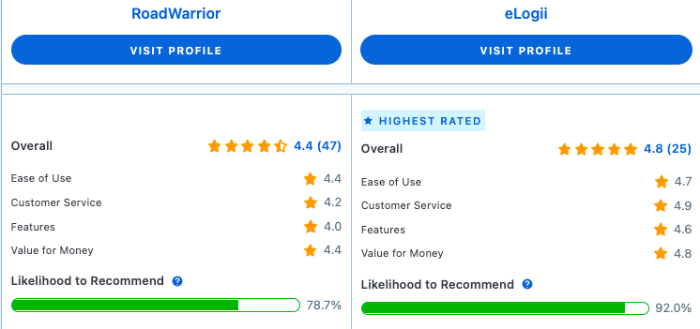 RoadWarrior
VISIT PROFILE
eLogii
VISIT PROFILE
Overall 4.4 (47)
Ease of Use 4.4
Customer Service 4.2
Features 4.0
Value for Money 4.4
Likelihood to Recommend ?
78.7%
HIGHEST RATED
Overall 4.8 (25)
Ease of Use 4.7
Customer Service 4.9
Features 4.6
Value for Money 4.8
Likelihood to Recommend ?
92.0%